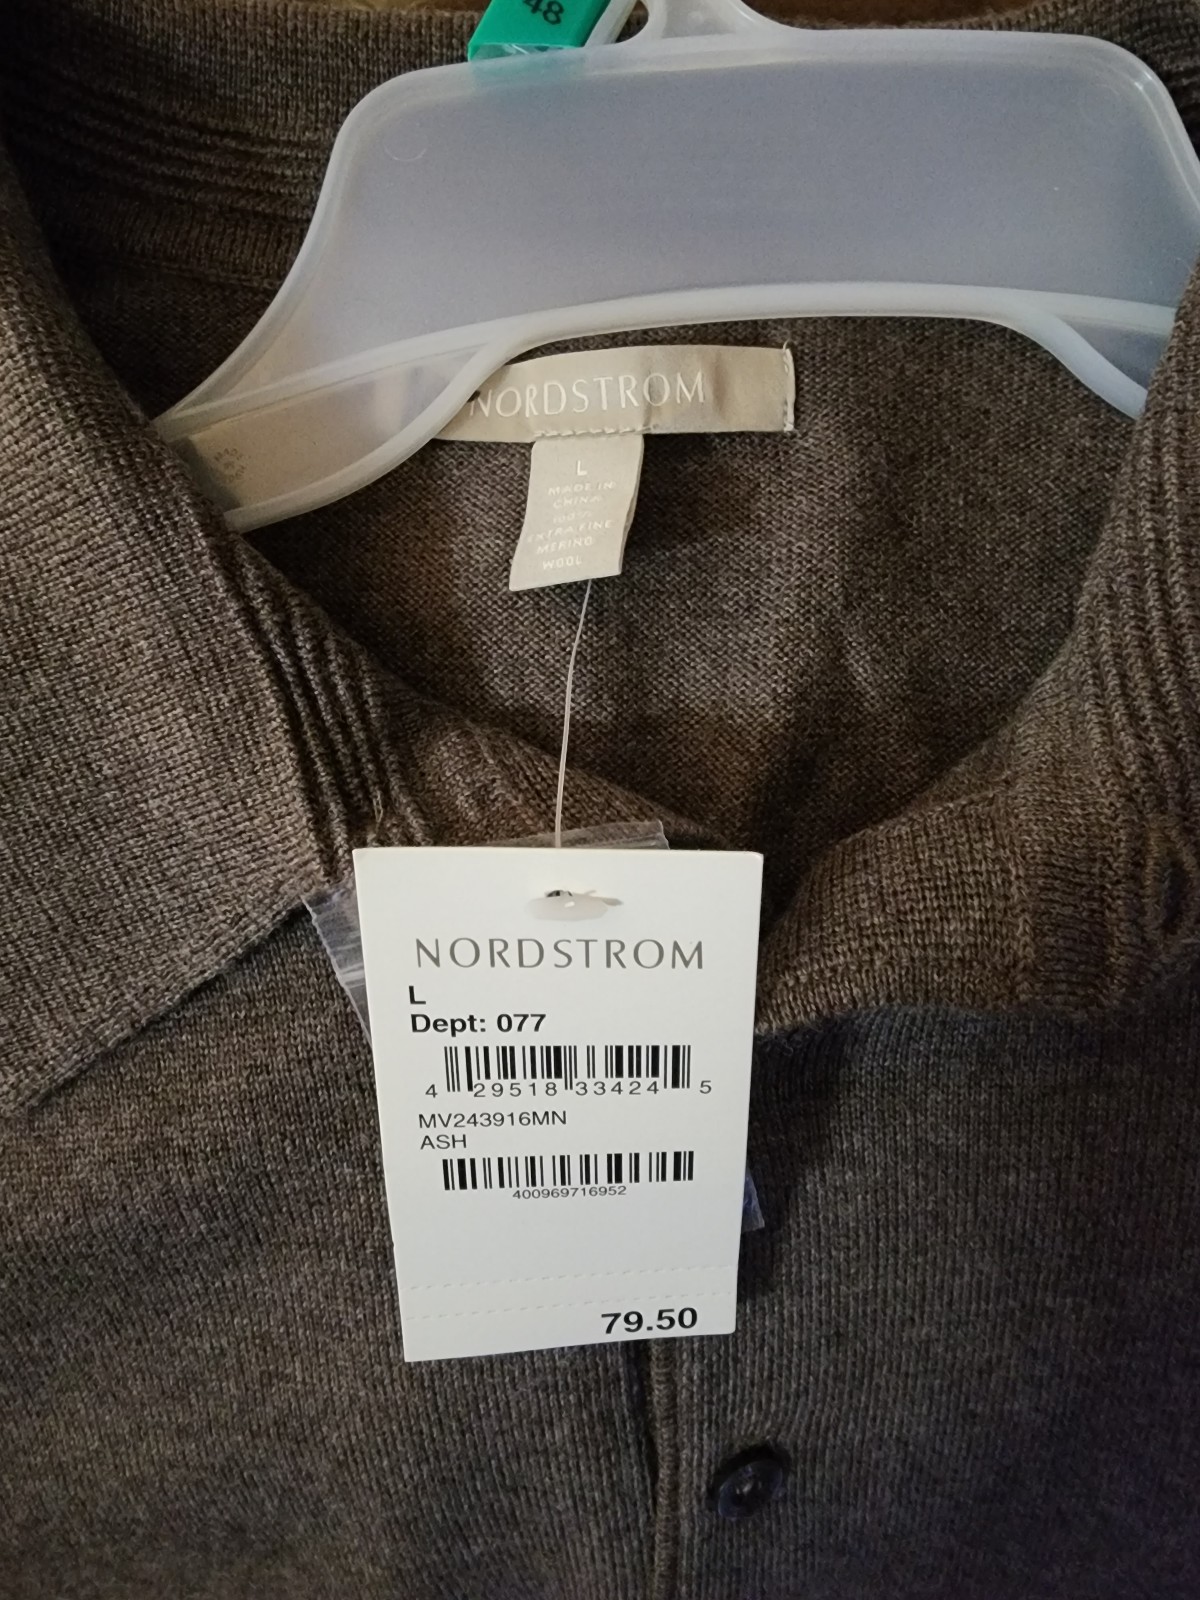 48
NORDSTROM
L
MADE IN
CHINA
100%
EXTRA FINE
MERINO
WOOL
NORDSTROM
L
Dept: 077
4 29518 33424 5
MV243916MN
ASH
400969716952
79.50